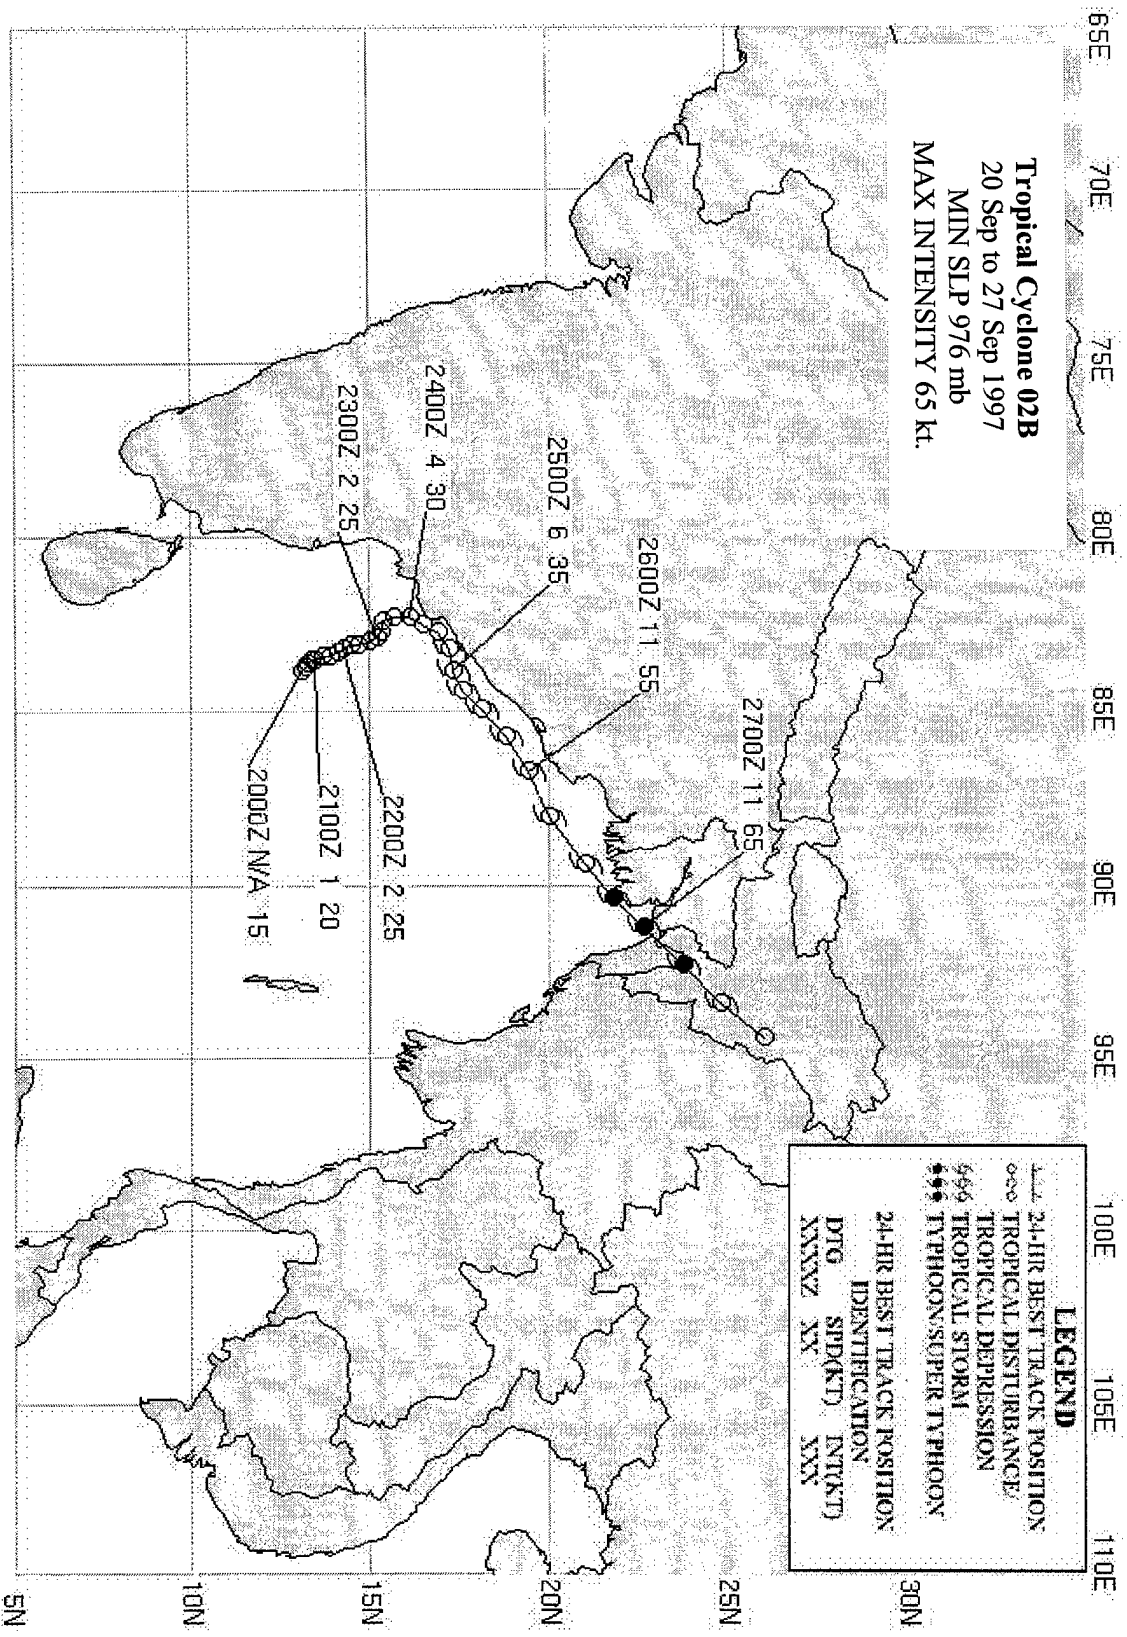 Tropical Cyclone 02B
20 Sep to 27 Sep 1997
MIN SLP 976 mb
MAX INTENSITY 65 kt.
65E
70E
75E
80E
85E
90E
95E
100E
105E
110E
30N
25N
20N
15N
10N
5N
2700Z 11 65
2600Z 11 55
2500Z 6 35
2400Z 4 30
2300Z 2 25
2200Z 2 25
2100Z 1 20
2000Z N/A 15
LEGEND
24-HR BEST TRACK POSITION
TROPICAL DISTURBANCE/
TROPICAL DEPRESSION
TROPICAL STORM
TYPHOON/SUPER TYPHOON
24-HR BEST TRACK POSITION
IDENTIFICATION
DTG SPD(KT) INT(KT)
XXXXZ XX XXX